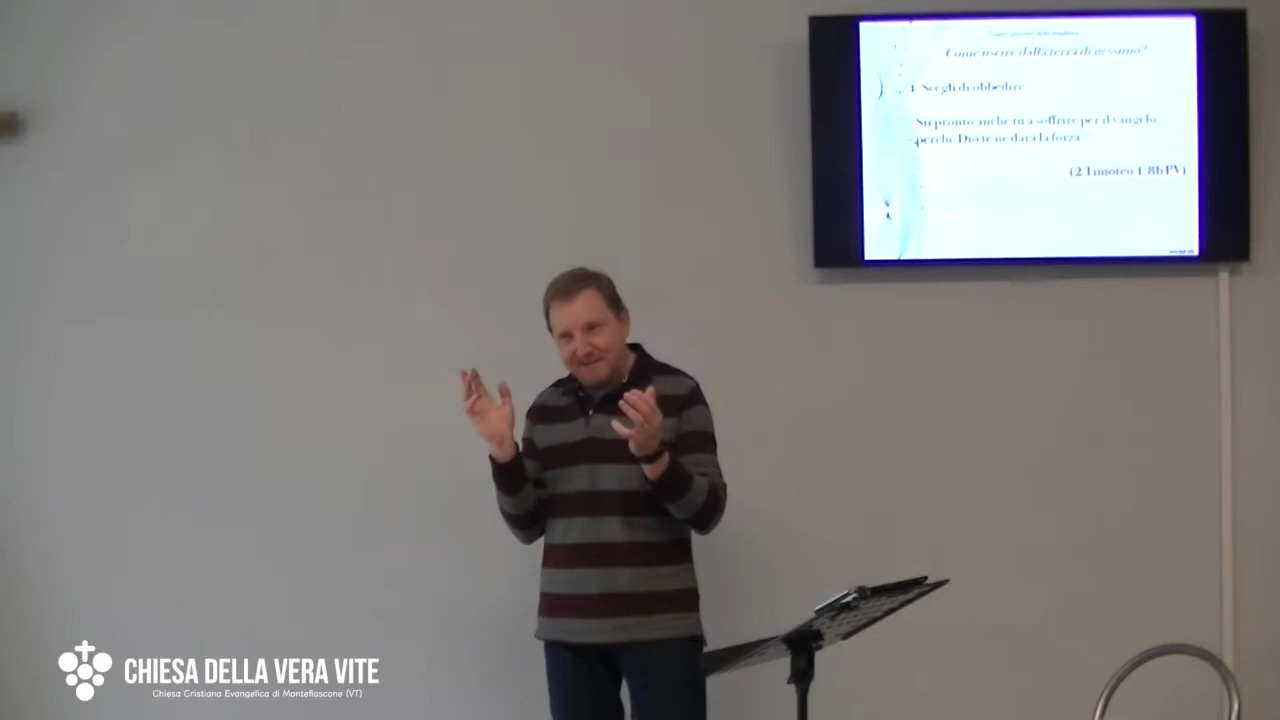 Come uscire dalla terra di nessuno?
Scegli di obbedire
Su pronto anche tu a soffrire per il vangelo,
perché Dio te ne darà la forza.
(2 Timoteo 1 8b PV)
CHIESA DELLA VERA VITE
Chiesa Cristiana Evangelica di Montefiascone (VT)